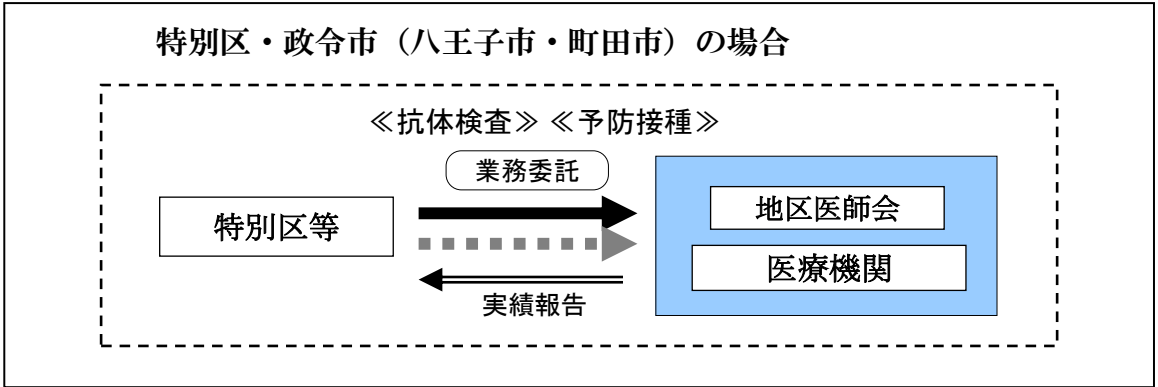 特別区・政令市（八王子市・町田市）の場合
≪抗体検査≫ ≪予防接種≫
業務委託
特別区等
地区医師会
医療機関
実績報告